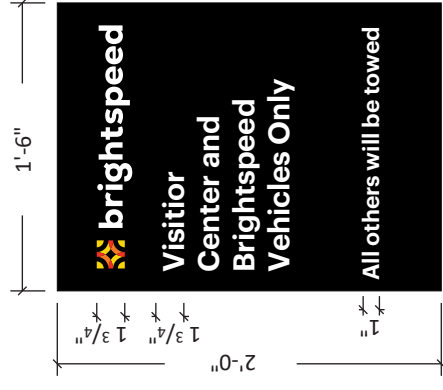 brightspeed
Visitior
Center and
Brightspeed
Vehicles Only
All others will be towed
1'-6"
2'-0"
1 3/4"
1 3/4"
1"